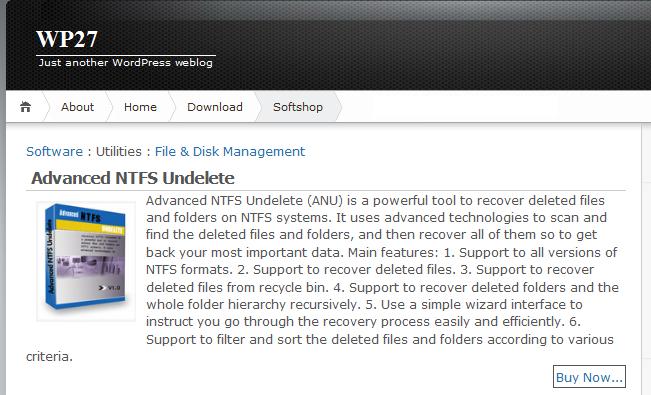 WP27
Just another WordPress weblog
About Home Download Softshop
Software : Utilities : File & Disk Management
Advanced NTFS Undelete
Advanced NTFS Undelete (ANU) is a powerful tool to recover deleted files
and folders on NTFS systems. It uses advanced technologies to scan and
find the deleted files and folders, and then recover all of them so to get
back your most important data. Main features: 1. Support to all versions of
NTFS formats. 2. Support to recover deleted files. 3. Support to recover
deleted files from recycle bin. 4. Support to recover deleted folders and the
whole folder hierarchy recursively. 5. Use a simple wizard interface to
instruct you go through the recovery process easily and efficiently. 6.
Support to filter and sort the deleted files and folders according to various
criteria.
Advanced
NTFS
UNDELETE
Advanced NTFS Undelete
V1.0
Buy Now...